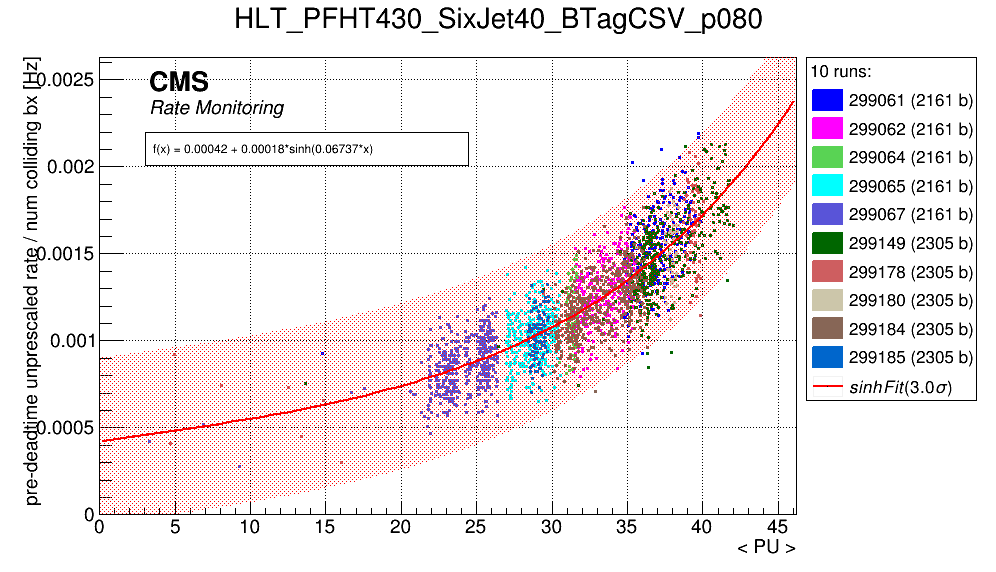 HLT_PFHT430_SixJet40_BTagCSV_p080
pre-deadtime unprescaled rate / num colliding bx [Hz]
0.0025
0.002
0.0015
0.001
0.0005
0
CMS
Rate Monitoring
f(x) = 0.00042 + 0.00018*sinh(0.06737*x)
0 5 10 15 20 25 30 35 40 45
< PU >
10 runs:
299061 (2161 b)
299062 (2161 b)
299064 (2161 b)
299065 (2161 b)
299067 (2161 b)
299149 (2305 b)
299178 (2305 b)
299180 (2305 b)
299184 (2305 b)
299185 (2305 b)
sinhFit(3.0σ)